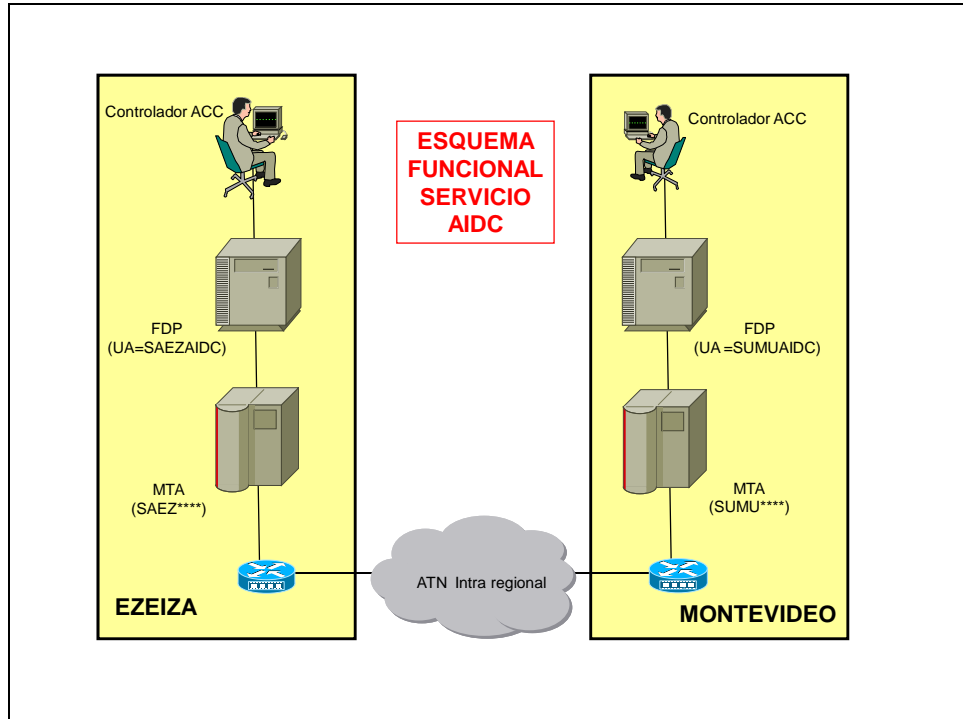 Controlador ACC
FDP
(UA=SAEZAIDC)
MTA
(SAEZ****)
EZEIZA
ESQUEMA
FUNCIONAL
SERVICIO
AIDC
ATN Intra regional
Controlador ACC
FDP
(UA =SUMUAIDC)
MTA
(SUMU****)
MONTEVIDEO